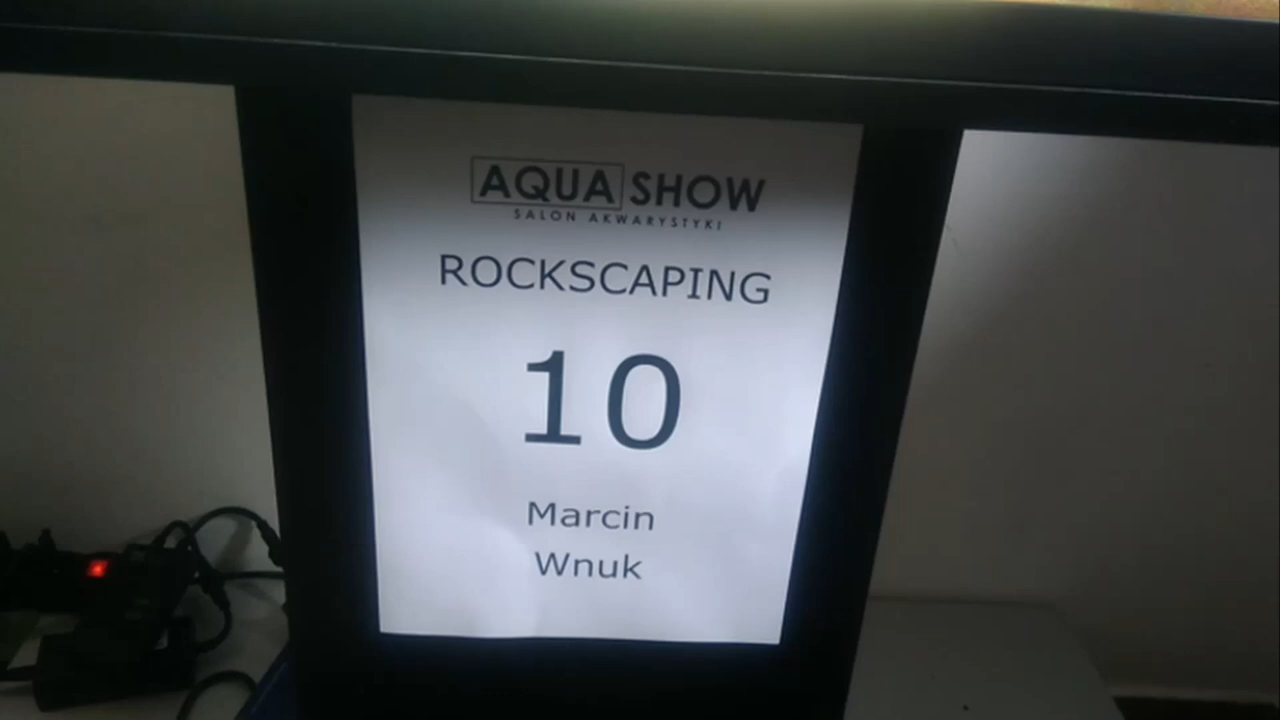 AQUA SHOW
SALON AKWARYSTYKI
ROCKSCAPING
10
Marcin
Wnuk